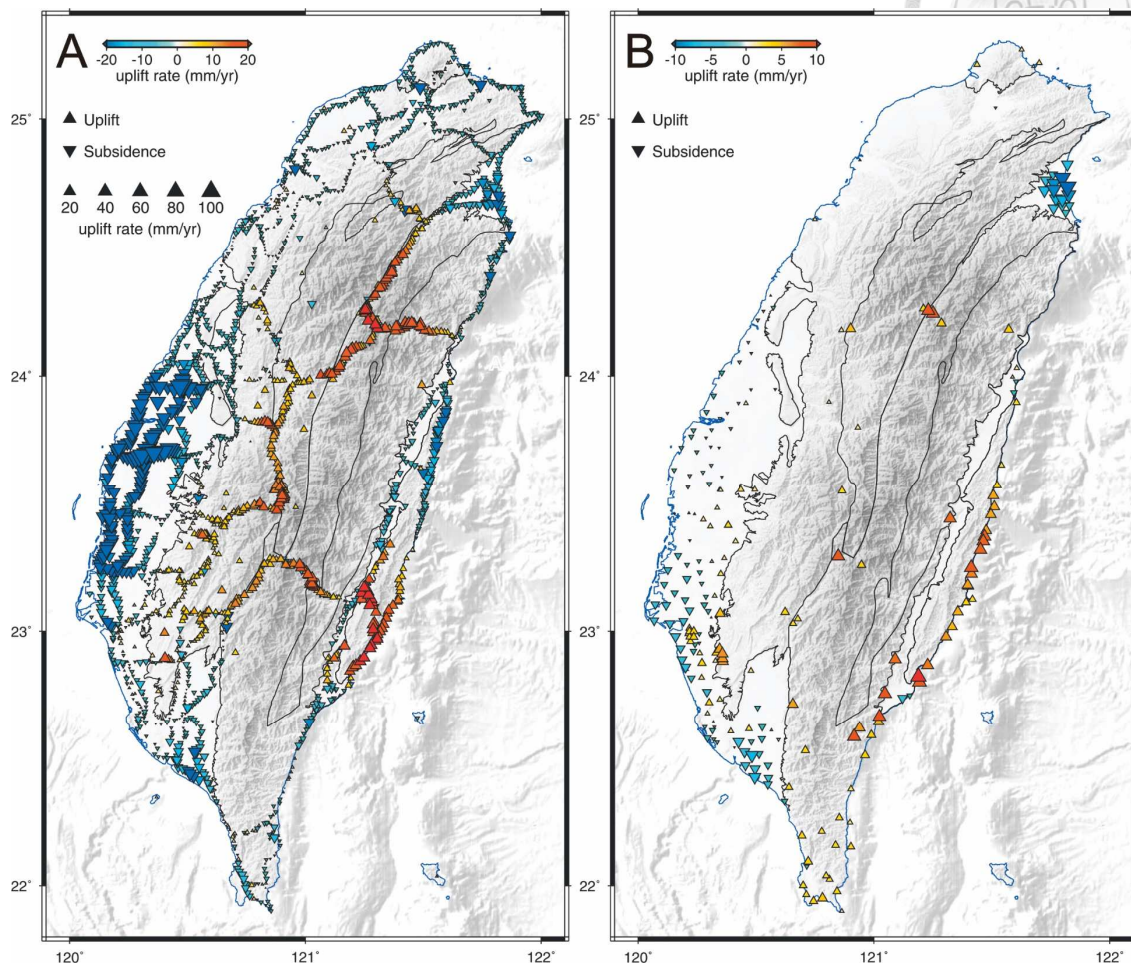 A
-20 -10 0 10 20
uplift rate (mm/yr)
Uplift
Subsidence
20 40 60 80 100
uplift rate (mm/yr)
25°
24°
23°
22°
120° 121° 122°
B
-10 -5 0 5 10
uplift rate (mm/yr)
Uplift
Subsidence
25°
24°
23°
22°
120° 121° 122°